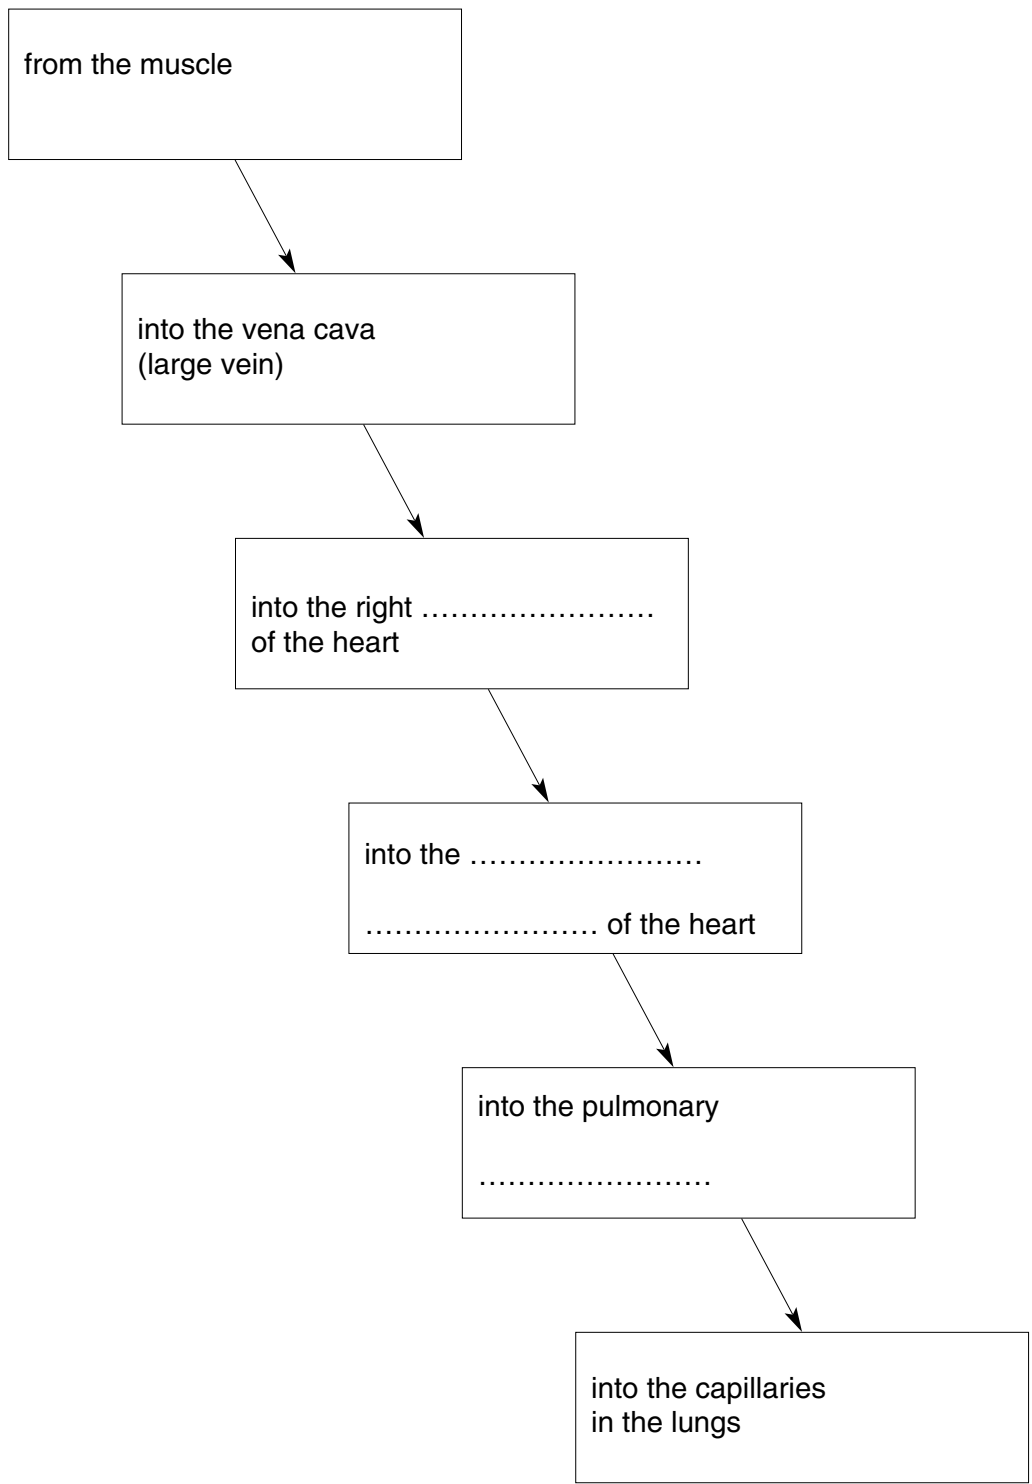 from the muscle
into the vena cava
(large vein)
into the right ........................
of the heart
into the ........................
........................ of the heart
into the pulmonary
........................
into the capillaries
in the lungs